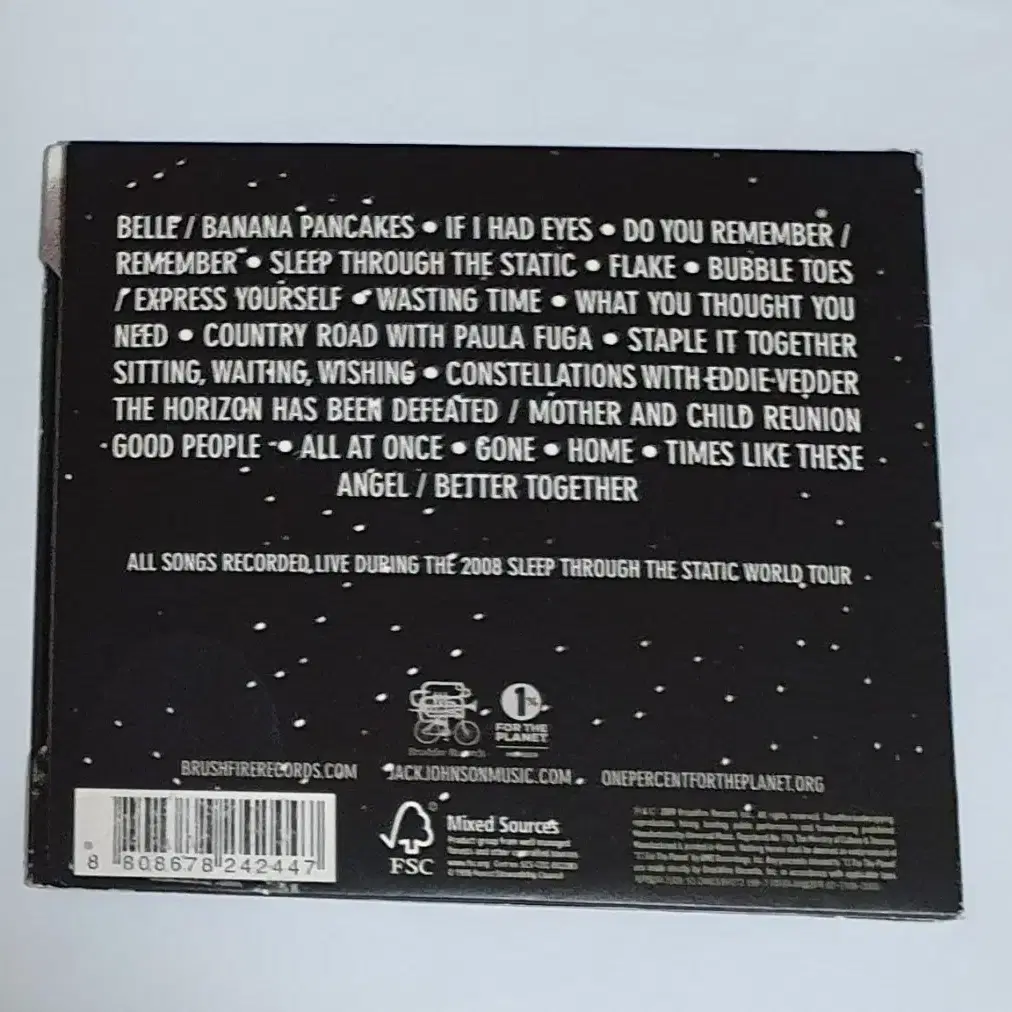 BELLE / BANANA PANCAKES • IF I HAD EYES • DO YOU REMEMBER /
REMEMBER • SLEEP THROUGH THE STATIC • FLAKE • BUBBLE TOES
/ EXPRESS YOURSELF • WASTING TIME • WHAT YOU THOUGHT YOU
NEED • COUNTRY ROAD WITH PAULA FUGA • STAPLE IT TOGETHER
SITTING, WAITING, WISHING • CONSTELLATIONS WITH EDDIE VEDDER
THE HORIZON HAS BEEN DEFEATED / MOTHER AND CHILD REUNION
GOOD PEOPLE • ALL AT ONCE • GONE • HOME • TIMES LIKE THESE
ANGEL / BETTER TOGETHER
ALL SONGS RECORDED LIVE DURING THE 2008 SLEEP THROUGH THE STATIC WORLD TOUR
1%
FOR THE
PLANET
BRUSHFIRERECORDS.COM JACKJOHNSONMUSIC.COM ONEPERCENTFORTHEPLANET.ORG
8 808678 242447
FSC
Mixed Sources